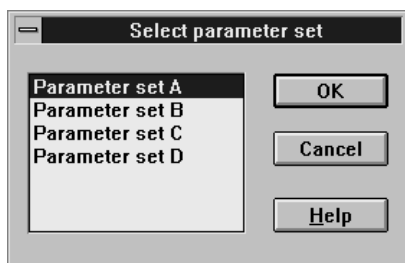 Select parameter set
Parameter set A
Parameter set B
Parameter set C
Parameter set D
OK
Cancel
Help